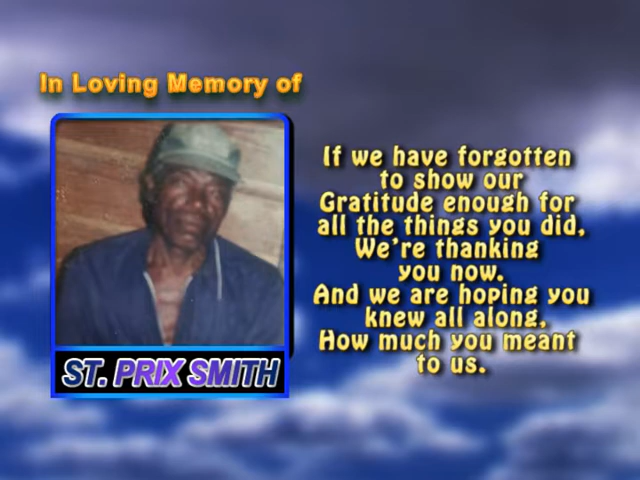 In Loving Memory of
ST. PRIX SMITH
If we have forgotten
to show our
Gratitude enough for
all the things you did,
We're thanking
you now.
And we are hoping you
knew all along,
How much you meant
to us.